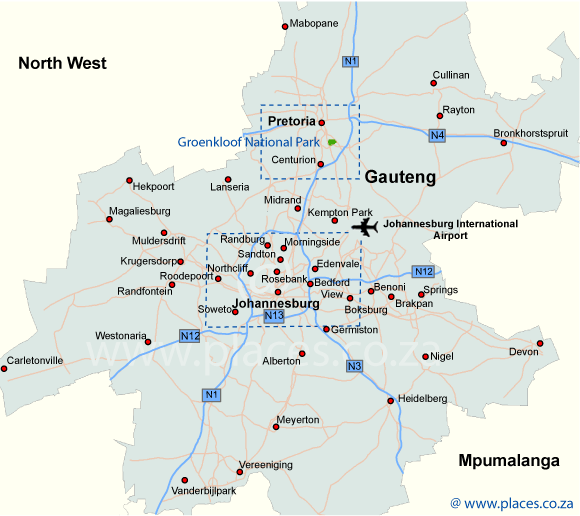 Mabopane
North West
N1
Cullinan
Rayton
Pretoria
N4
Bronkhorstspruit
Groenkloof National Park
Centurion
Gauteng
Hekpoort
Lanseria
Midrand
Magaliesburg
Kempton Park
Johannesburg International
Airport
Muldersdrift
Randburg
Morningside
Sandton
Krugersdorp
Northcliff
Edenvale
N12
Roodepoort
Rosebank
Bedford
View
Benoni
Springs
Randfontein
Johannesburg
Brakpan
Boksburg
Soweto
N13
Germiston
Westonaria
N12
www.places.co.za
Carletonville
Alberton
N3
Nigel
Devon
N1
Heidelberg
Meyerton
Vereeniging
Mpumalanga
Vanderbijlpark
@ www.places.co.za